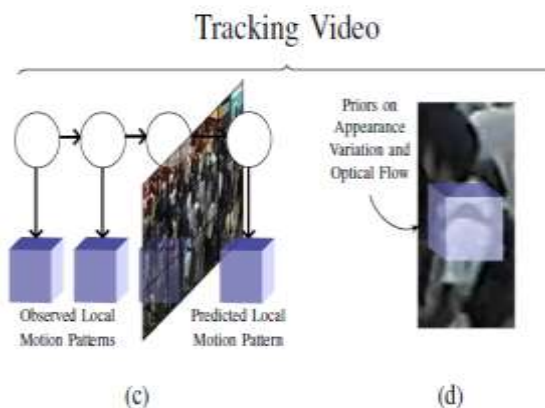 Tracking Video
Priors on
Appearance
Variation and
Optical Flow
Observed Local
Motion Patterns
Predicted Local
Motion Pattern
(c)
(d)